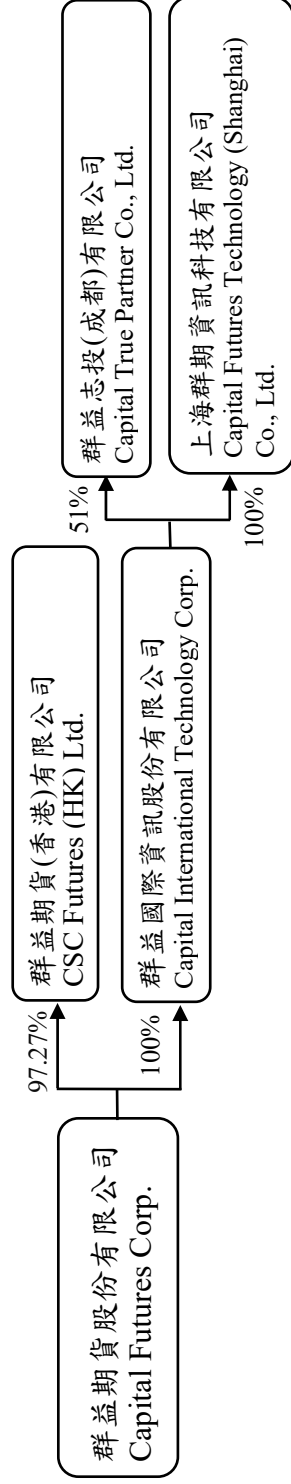 群益期貨股份有限公司
Capital Futures Corp.
97.27%
群益期貨(香港)有限公司
CSC Futures (HK) Ltd.
100%
群益國際資訊股份有限公司
Capital International Technology Corp.
51%
群益志投(成都)有限公司
Capital True Partner Co., Ltd.
100%
上海群期資訊科技有限公司
Capital Futures Technology (Shanghai)
Co., Ltd.